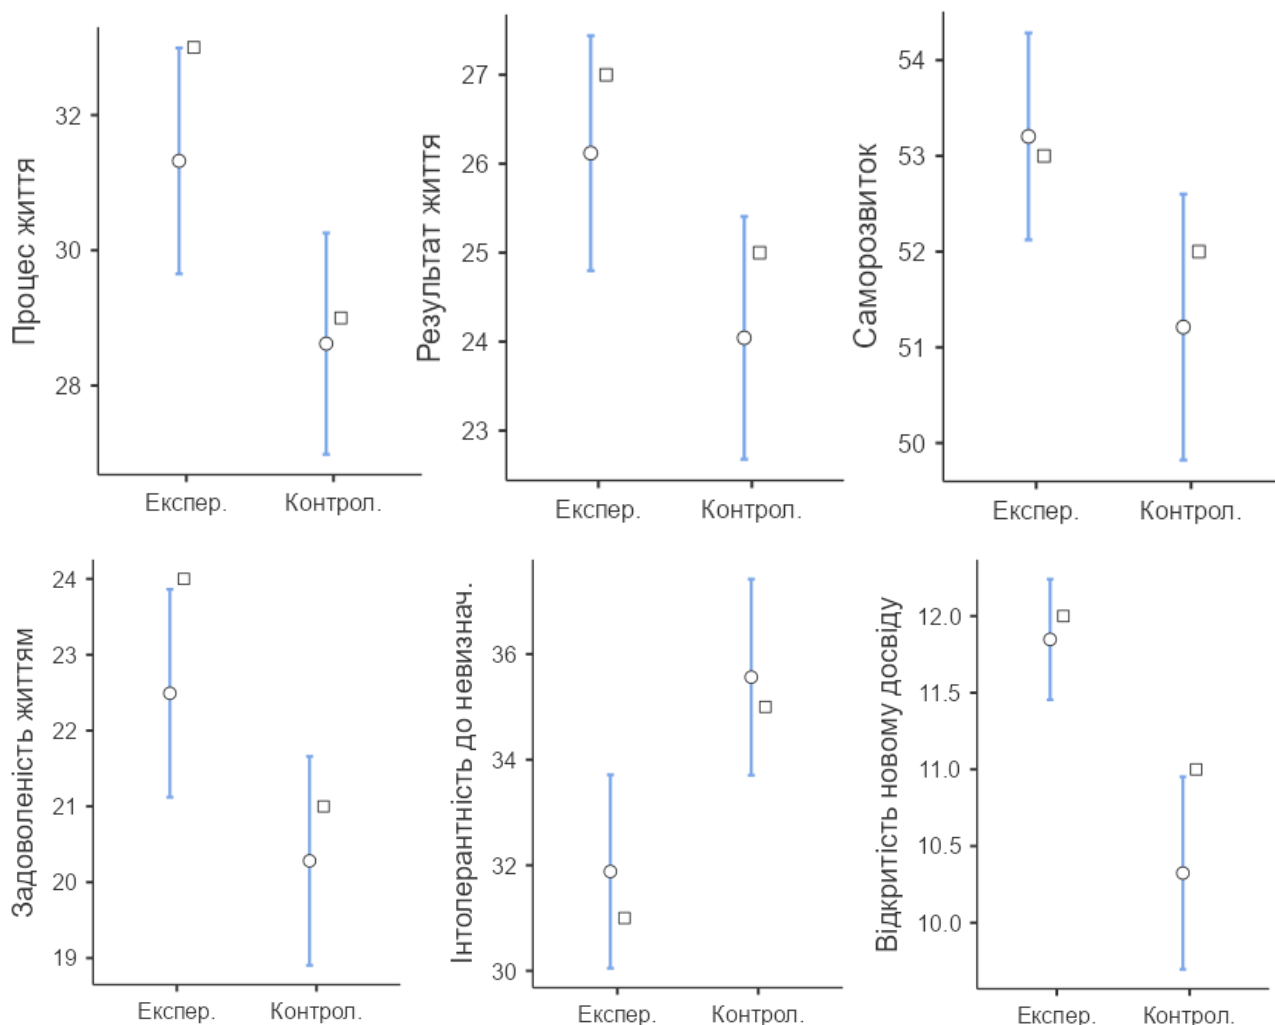 Процес життя
32
30
28
Експер. Контрол.
Результат життя
27
26
25
24
23
Експер. Контрол.
Саморозвиток
54
53
52
51
50
Експер. Контрол.
Задоволеність життям
24
23
22
21
20
19
Експер. Контрол.
Інтолерантність до невизнач.
36
34
32
30
Експер. Контрол.
Відкритість новому досвіду
12.0
11.5
11.0
10.5
10.0
Експер. Контрол.